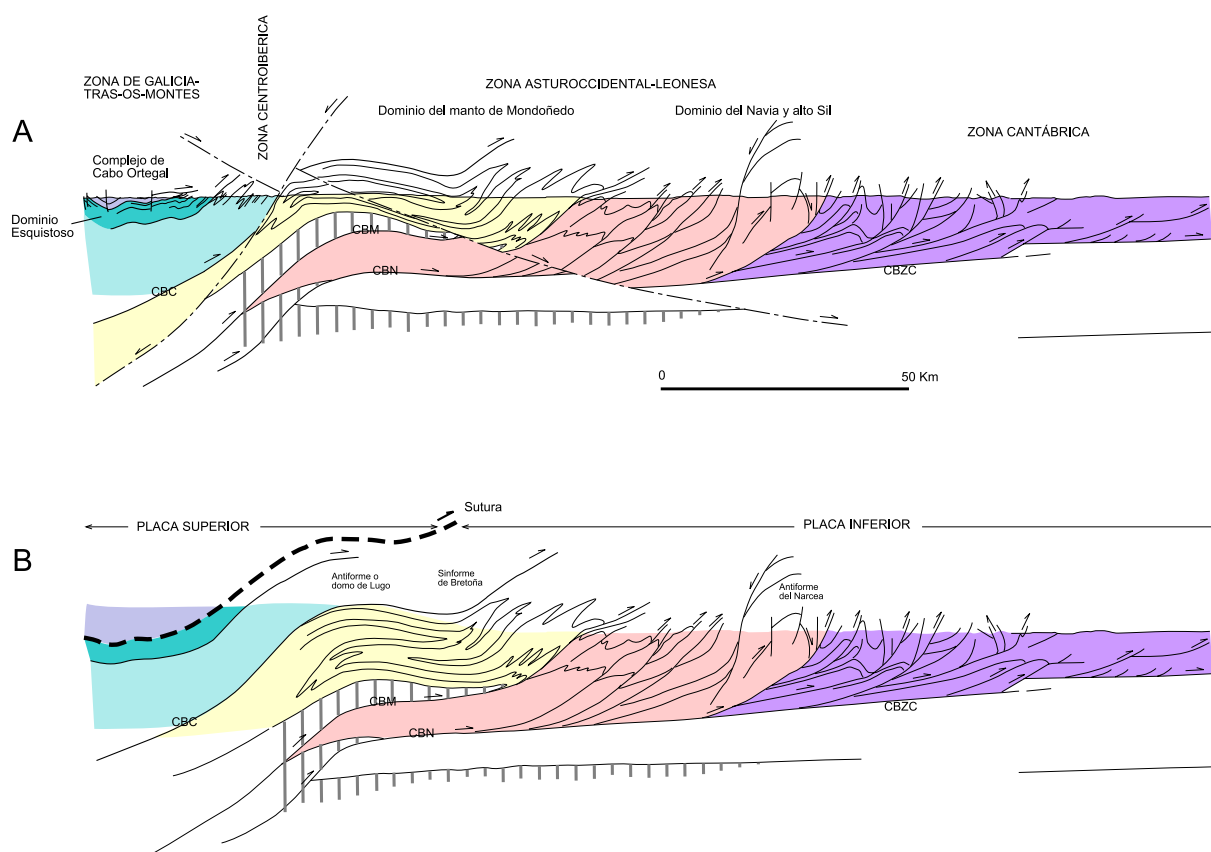 A
ZONA DE GALICIA-
TRAS-OS-MONTES
ZONA CENTROIBERICA
ZONA ASTUROCCIDENTAL-LEONESA
Dominio del manto de Mondoñedo
Dominio del Navia y alto Sil
ZONA CANTÁBRICA
Complejo de
Cabo Ortegal
Dominio
Esquistoso
CBM
CBN
CBC
CBZC
0
50 Km
Sutura
PLACA SUPERIOR
PLACA INFERIOR
B
Antiforme o
domo de Lugo
Sinforme
de Bretoña
Antiforme
del Narcea
CBM
CBC
CBN
CBZC